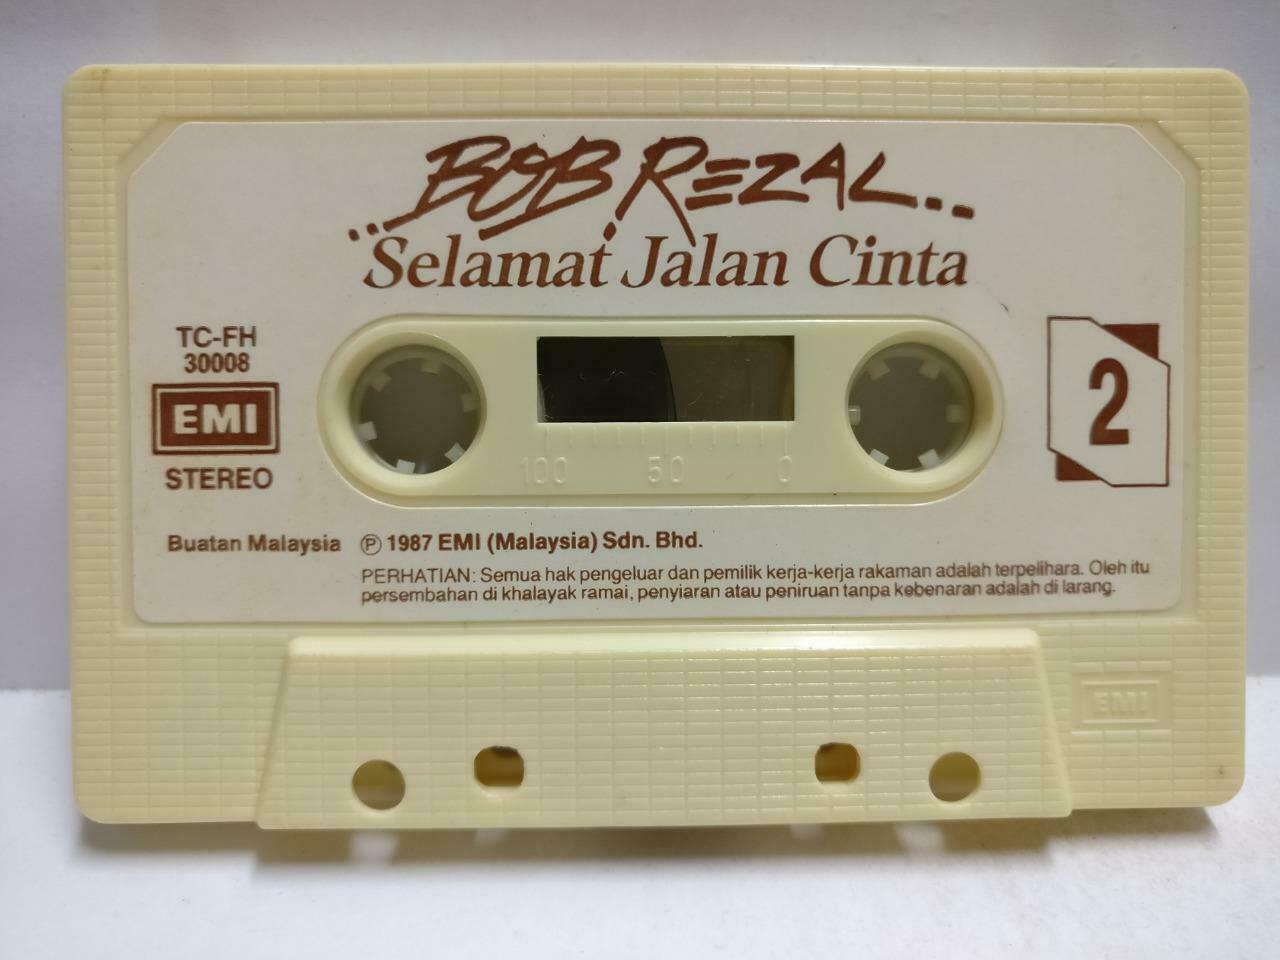 ..BOB REZAL..
Selamat Jalan Cinta
TC-FH
30008
EMI
STEREO
2
100 50 0
Buatan Malaysia ℗ 1987 EMI (Malaysia) Sdn. Bhd.
PERHATIAN: Semua hak pengeluar dan pemilik kerja-kerja rakaman adalah terpelihara. Oleh itu
persembahan di khalayak ramai, penyiaran atau peniruan tanpa kebenaran adalah di larang.
EMI